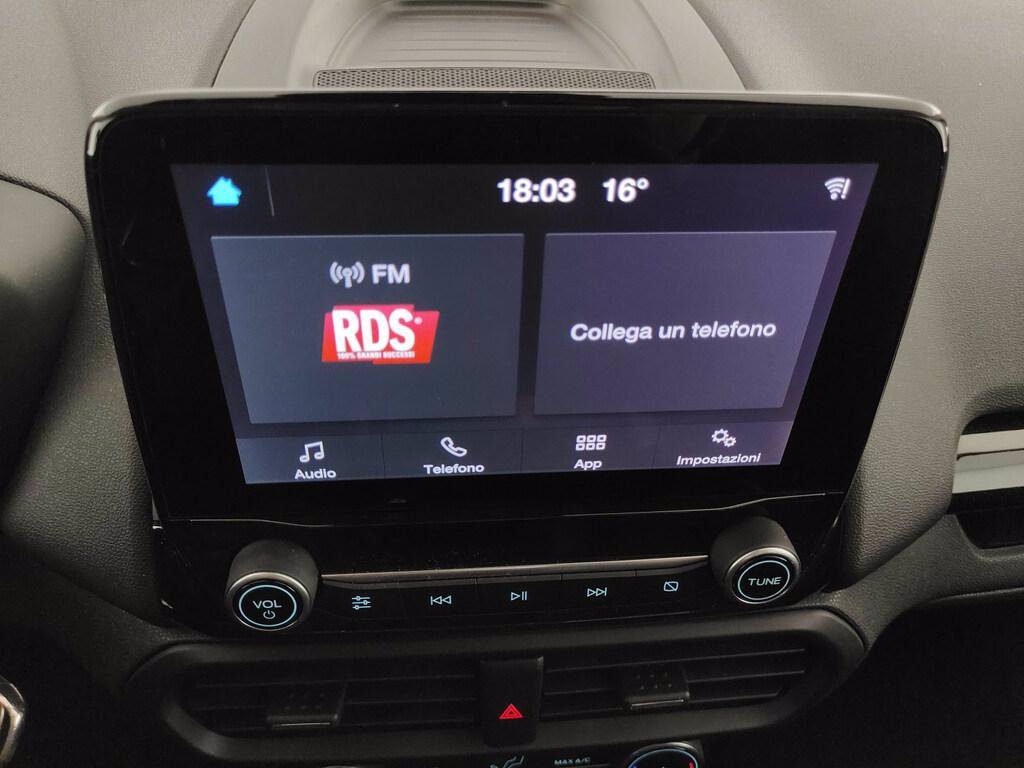 18:03 16°
FM
RDS
100% GRANDI SUCCESSI
Collega un telefono
Audio
Telefono
App
Impostazioni
VOL
TUNE
MAX A/C